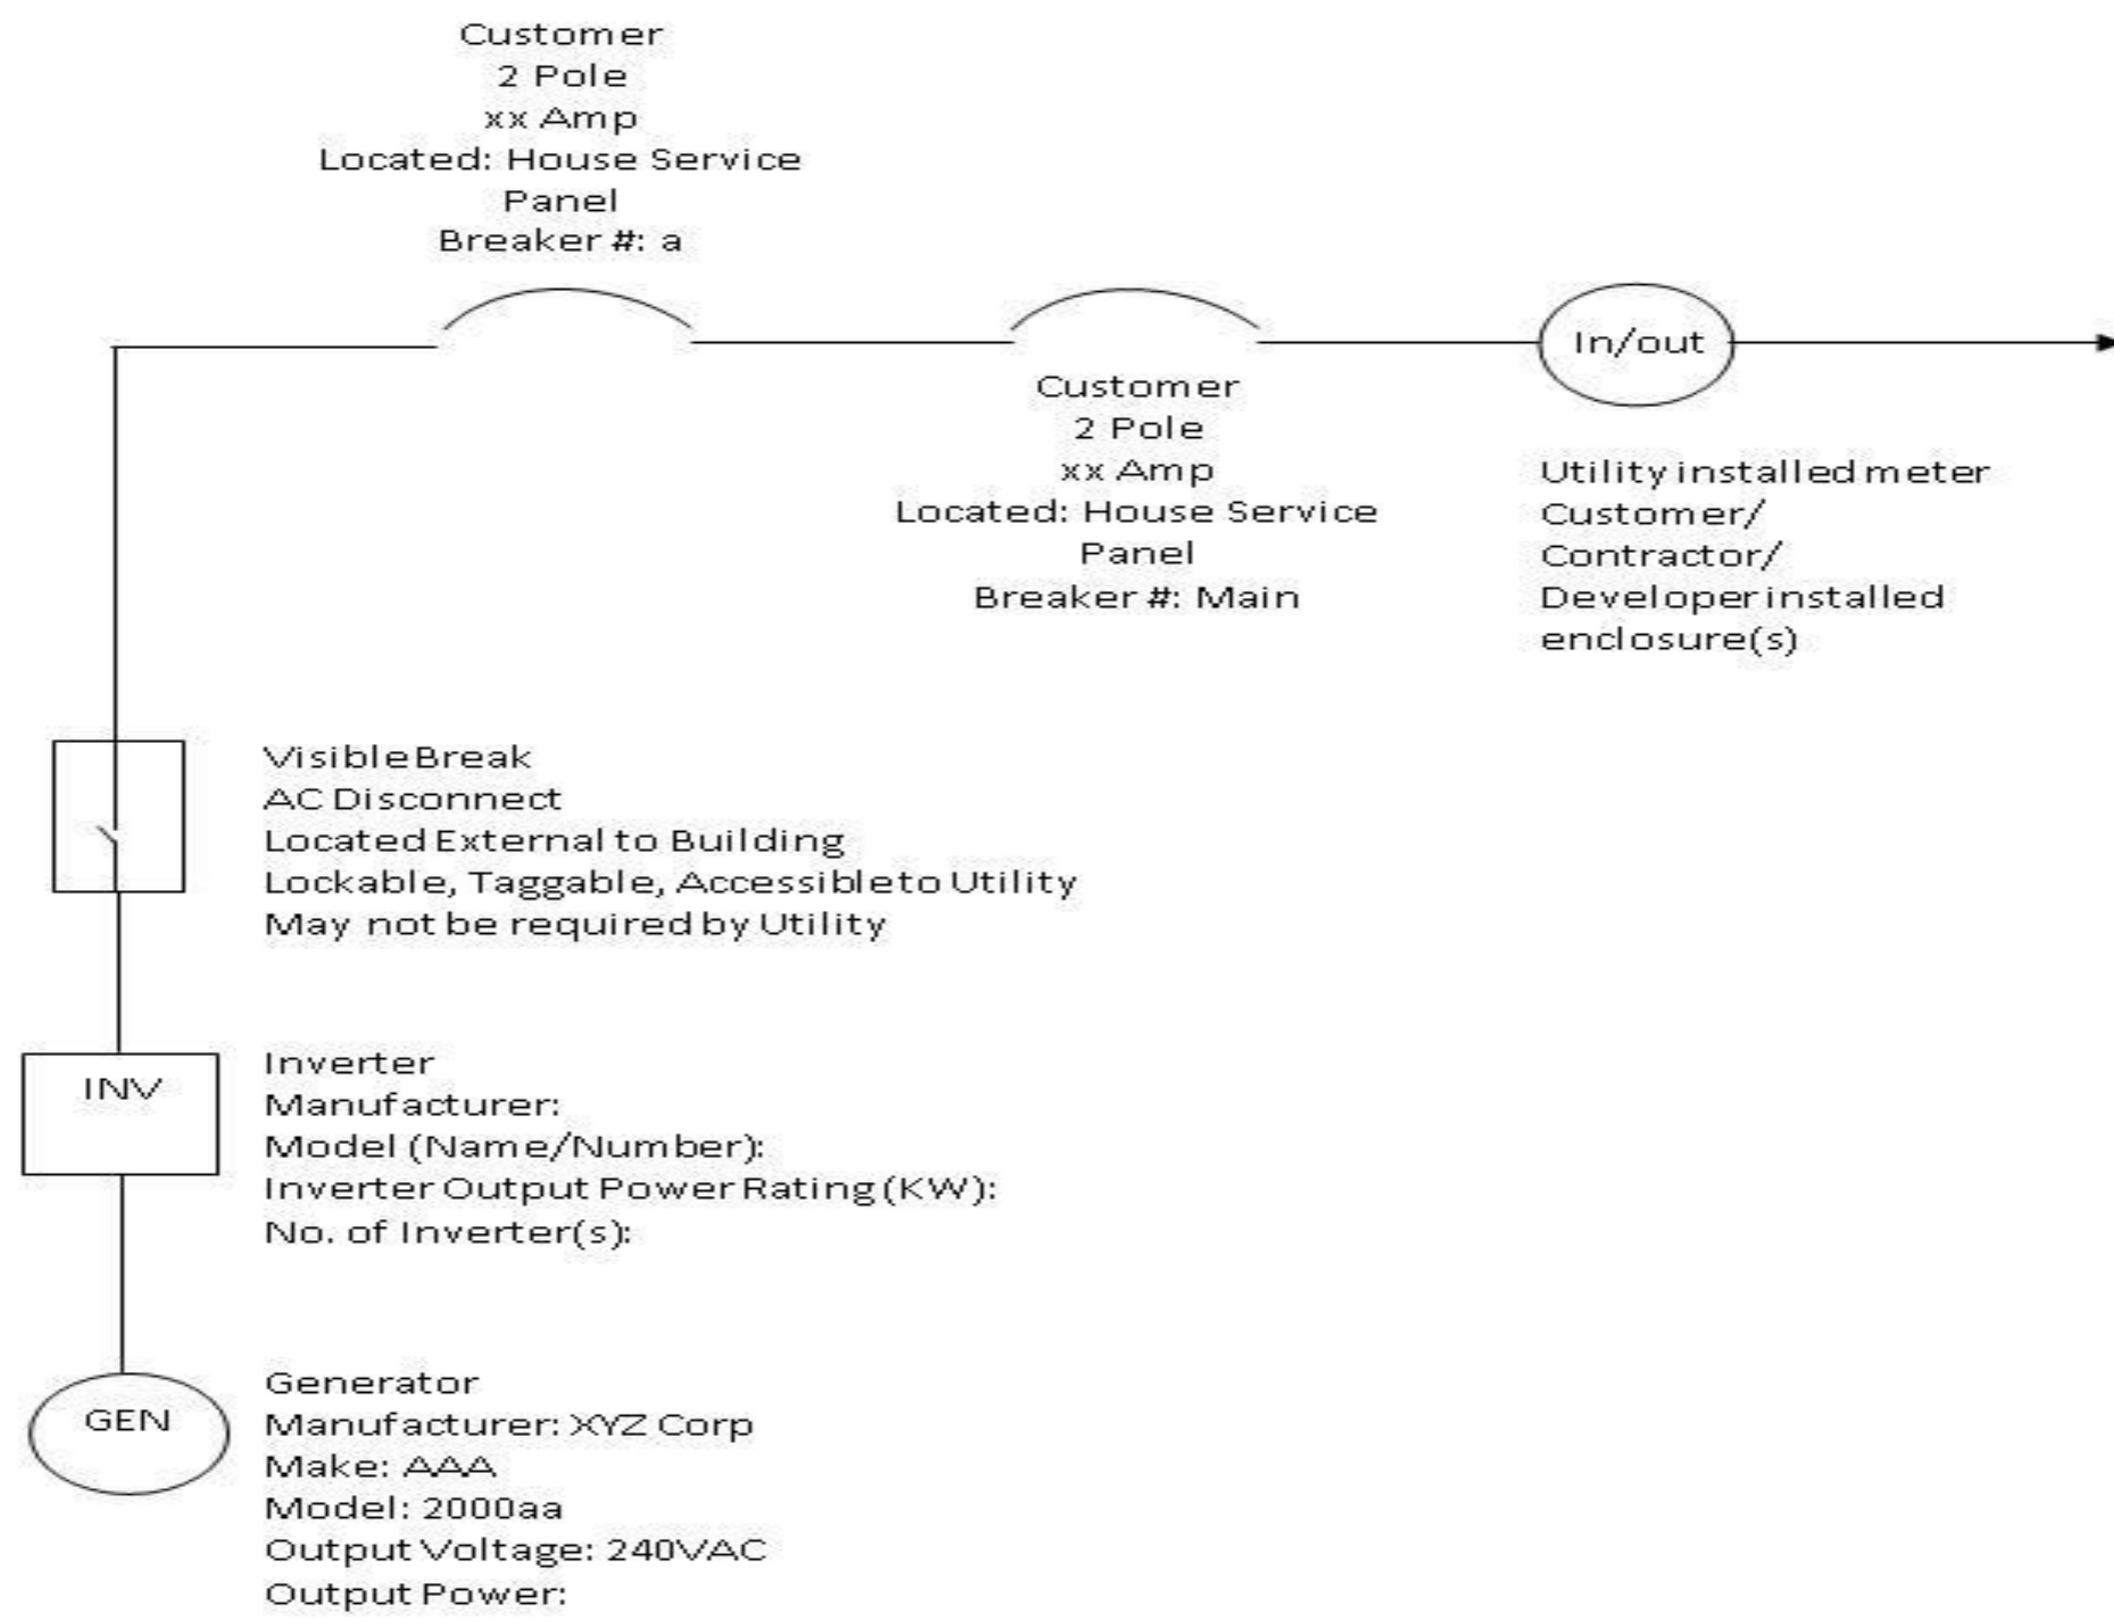 Customer
2 Pole
xx Amp
Located: House Service
Panel
Breaker #: a
In/out
Customer
2 Pole
xx Amp
Located: House Service
Panel
Breaker #: Main
Utility installed meter
Customer/
Contractor/
Developer installed
enclosure(s)
Visible Break
AC Disconnect
Located External to Building
Lockable, Taggable, Accessible to Utility
May not be required by Utility
INV
Inverter
Manufacturer:
Model (Name/Number):
Inverter Output Power Rating (KW):
No. of Inverter(s):
GEN
Generator
Manufacturer: XYZ Corp
Make: AAA
Model: 2000aa
Output Voltage: 240VAC
Output Power: